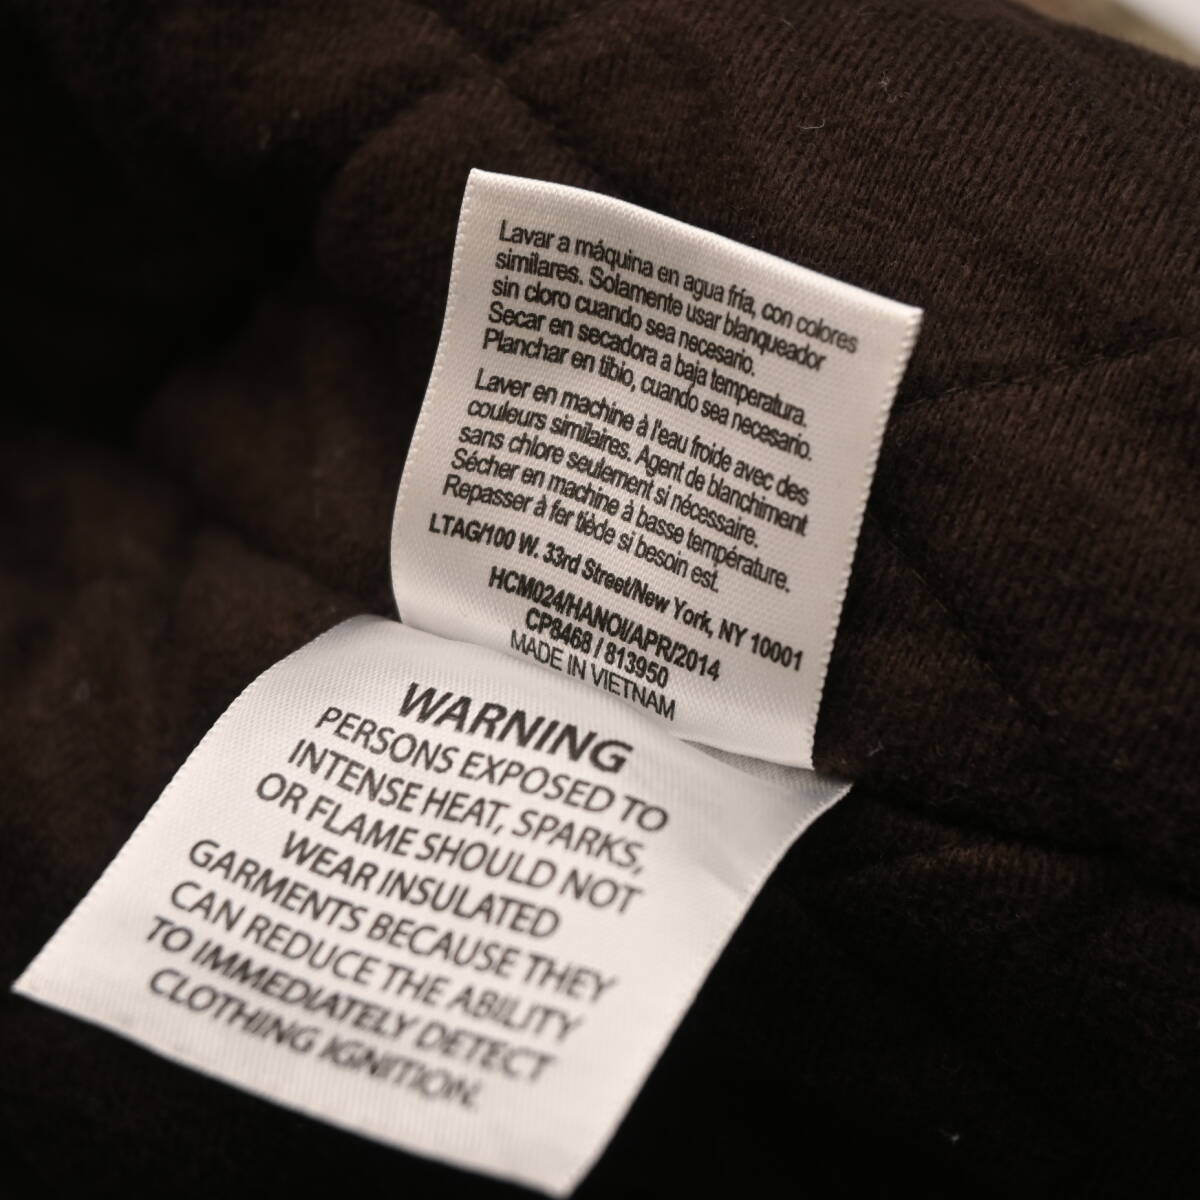 Lavar a máquina en agua fría, con colores
similares. Solamente usar blanqueador
sin cloro cuando sea necesario.
Secar en secadora a baja temperatura.
Planchar en tibio, cuando sea necesario.
Laver en machine à l'eau froide avec des
couleurs similaires. Agent de blanchiment
sans chlore seulement si nécessaire.
Sécher en machine à basse température.
Repasser à fer tiède si besoin est.
LTAG/100 W. 33rd Street/New York, NY 10001
HCM024/HANOI/APR/2014
CP8468 / 813950
MADE IN VIETNAM
WARNING
PERSONS EXPOSED TO
INTENSE HEAT, SPARKS,
OR FLAME SHOULD NOT
WEAR INSULATED
GARMENTS BECAUSE THEY
CAN REDUCE THE ABILITY
TO IMMEDIATELY DETECT
CLOTHING IGNITION.